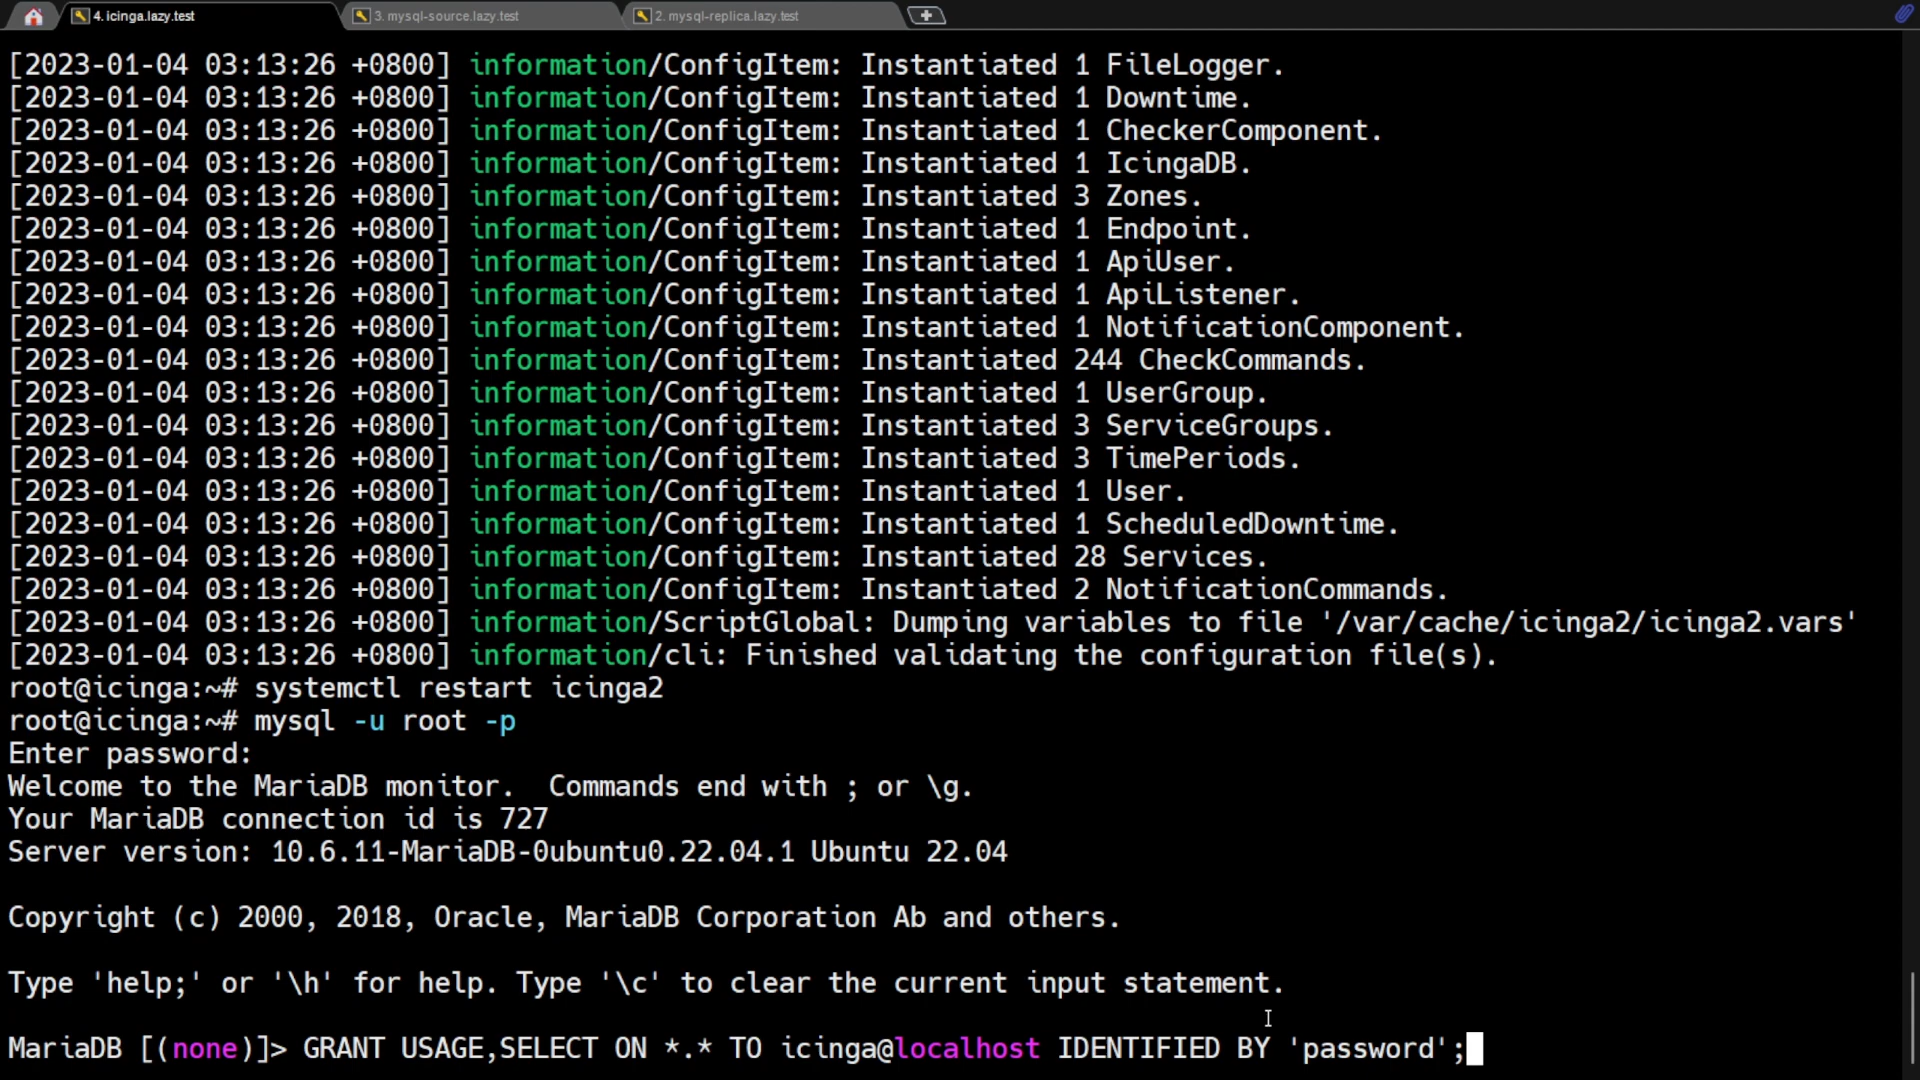 4. icinga.lazy.test
3. mysql-source.lazy.test
2. mysql-replica.lazy.test
[2023-01-04 03:13:26 +0800] information/ConfigItem: Instantiated 1 FileLogger.
[2023-01-04 03:13:26 +0800] information/ConfigItem: Instantiated 1 Downtime.
[2023-01-04 03:13:26 +0800] information/ConfigItem: Instantiated 1 CheckerComponent.
[2023-01-04 03:13:26 +0800] information/ConfigItem: Instantiated 1 IcingaDB.
[2023-01-04 03:13:26 +0800] information/ConfigItem: Instantiated 3 Zones.
[2023-01-04 03:13:26 +0800] information/ConfigItem: Instantiated 1 Endpoint.
[2023-01-04 03:13:26 +0800] information/ConfigItem: Instantiated 1 ApiUser.
[2023-01-04 03:13:26 +0800] information/ConfigItem: Instantiated 1 ApiListener.
[2023-01-04 03:13:26 +0800] information/ConfigItem: Instantiated 1 NotificationComponent.
[2023-01-04 03:13:26 +0800] information/ConfigItem: Instantiated 244 CheckCommands.
[2023-01-04 03:13:26 +0800] information/ConfigItem: Instantiated 1 UserGroup.
[2023-01-04 03:13:26 +0800] information/ConfigItem: Instantiated 3 ServiceGroups.
[2023-01-04 03:13:26 +0800] information/ConfigItem: Instantiated 3 TimePeriods.
[2023-01-04 03:13:26 +0800] information/ConfigItem: Instantiated 1 User.
[2023-01-04 03:13:26 +0800] information/ConfigItem: Instantiated 1 ScheduledDowntime.
[2023-01-04 03:13:26 +0800] information/ConfigItem: Instantiated 28 Services.
[2023-01-04 03:13:26 +0800] information/ConfigItem: Instantiated 2 NotificationCommands.
[2023-01-04 03:13:26 +0800] information/ScriptGlobal: Dumping variables to file '/var/cache/icinga2/icinga2.vars'
[2023-01-04 03:13:26 +0800] information/cli: Finished validating the configuration file(s).
root@icinga:~# systemctl restart icinga2
root@icinga:~# mysql -u root -p
Enter password:
Welcome to the MariaDB monitor.  Commands end with ; or \g.
Your MariaDB connection id is 727
Server version: 10.6.11-MariaDB-0ubuntu0.22.04.1 Ubuntu 22.04
Copyright (c) 2000, 2018, Oracle, MariaDB Corporation Ab and others.
Type 'help;' or '\h' for help. Type '\c' to clear the current input statement.
MariaDB [(none)]> GRANT USAGE,SELECT ON *.* TO icinga@localhost IDENTIFIED BY 'password';